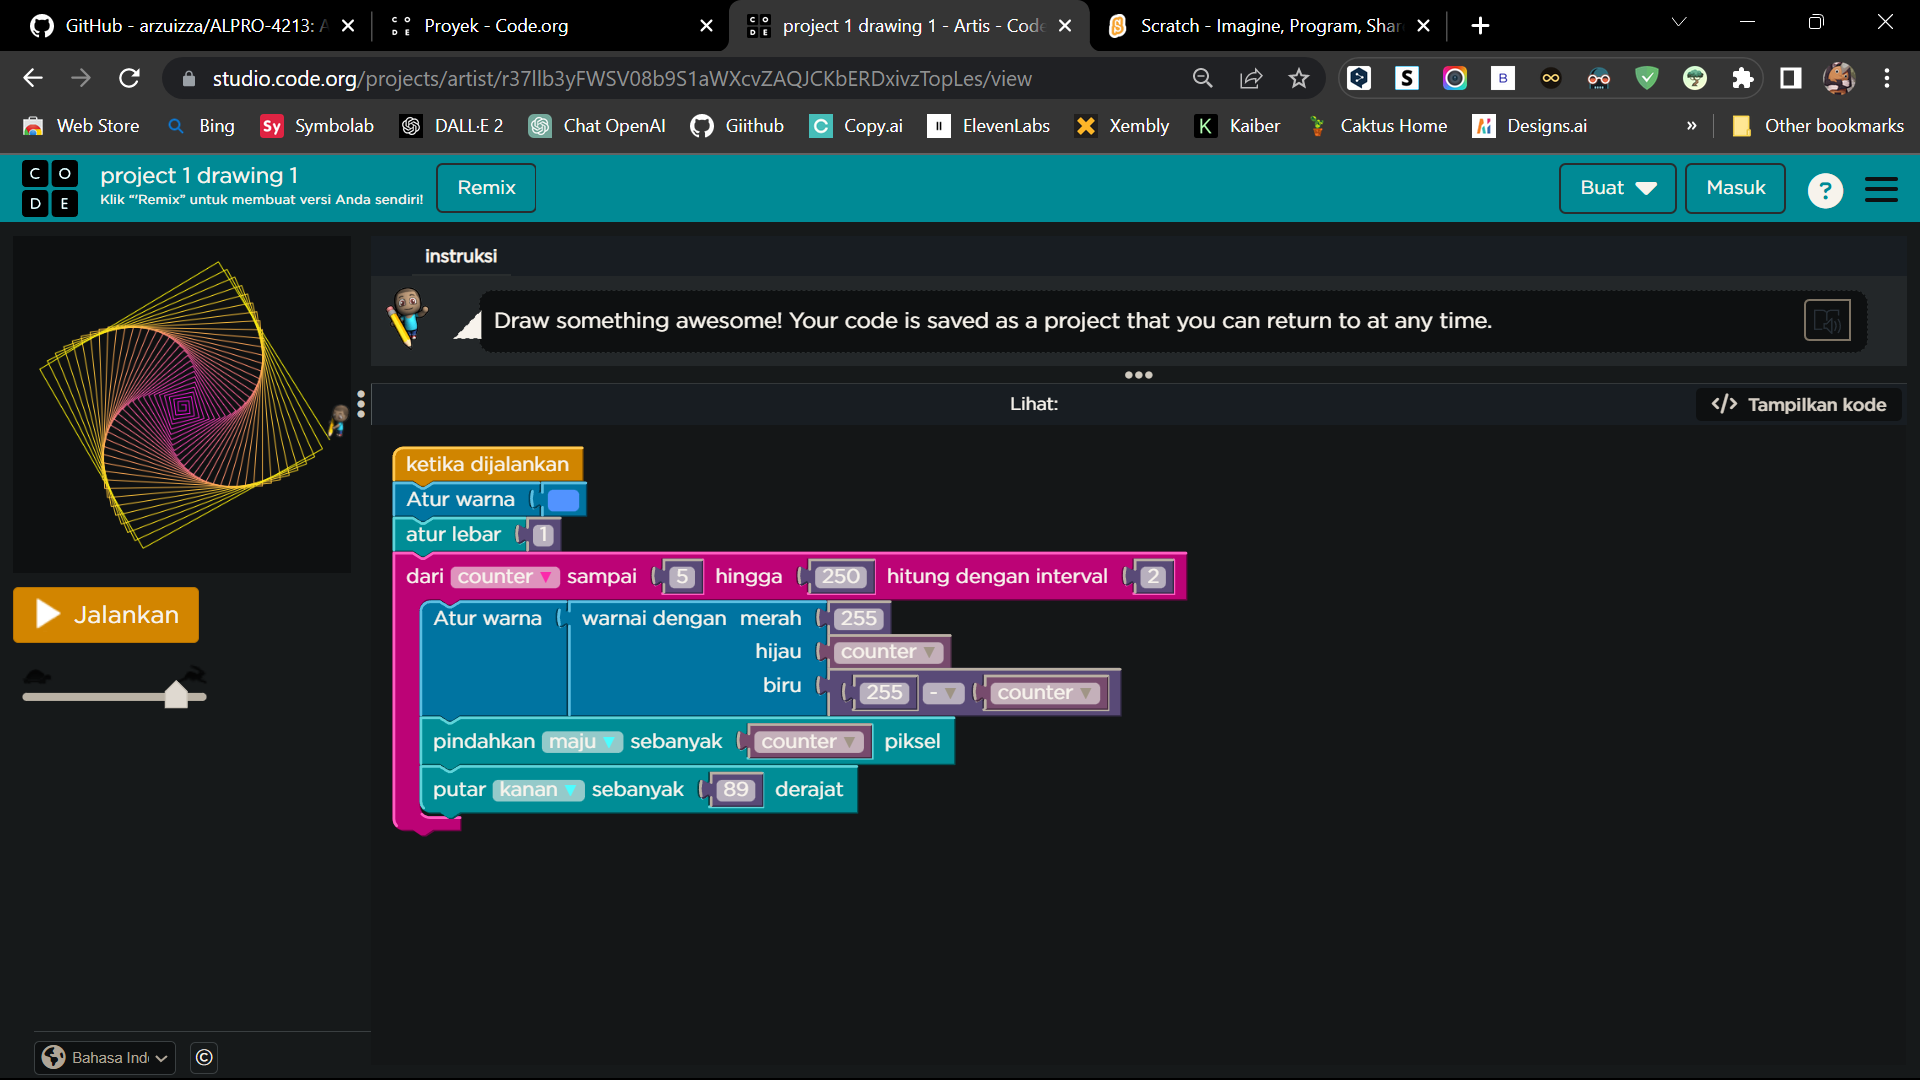 GitHub - arzuizza/ALPRO-4213: A
Proyek - Code.org
project 1 drawing 1 - Artis - Code
Scratch - Imagine, Program, Shar
studio.code.org/projects/artist/r37llb3yFWSV08b9S1aWXcvZAQJCKbERDxivzTopLes/view
Web Store
Bing
Sy Symbolab
DALL·E 2
Chat OpenAI
Giithub
Copy.ai
ElevenLabs
Xembly
Kaiber
Caktus Home
Designs.ai
»
Other bookmarks
C O
D E
project 1 drawing 1
Klik “'Remix” untuk membuat versi Anda sendiri!
Remix
Buat
Masuk
?
instruksi
Draw something awesome! Your code is saved as a project that you can return to at any time.
Lihat:
</> Tampilkan kode
ketika dijalankan
Atur warna
atur lebar 1
dari counter sampai 5 hingga 250 hitung dengan interval 2
Atur warna warnai dengan merah 255
hijau counter
biru 255 - counter
pindahkan maju sebanyak counter piksel
putar kanan sebanyak 89 derajat
Jalankan
Bahasa Ind
©